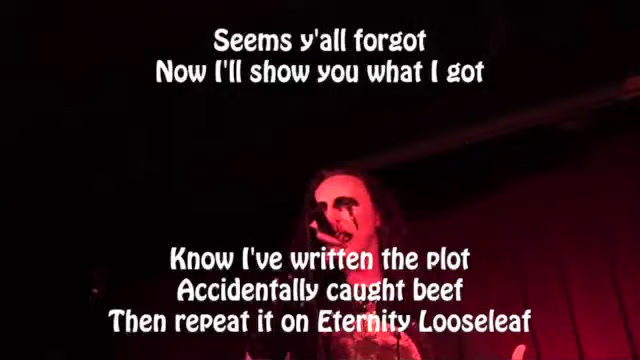 Seems y'all forgot
Now I'll show you what I got
Know I've written the plot
Accidentally caught beef
Then repeat it on Eternity Looseleaf